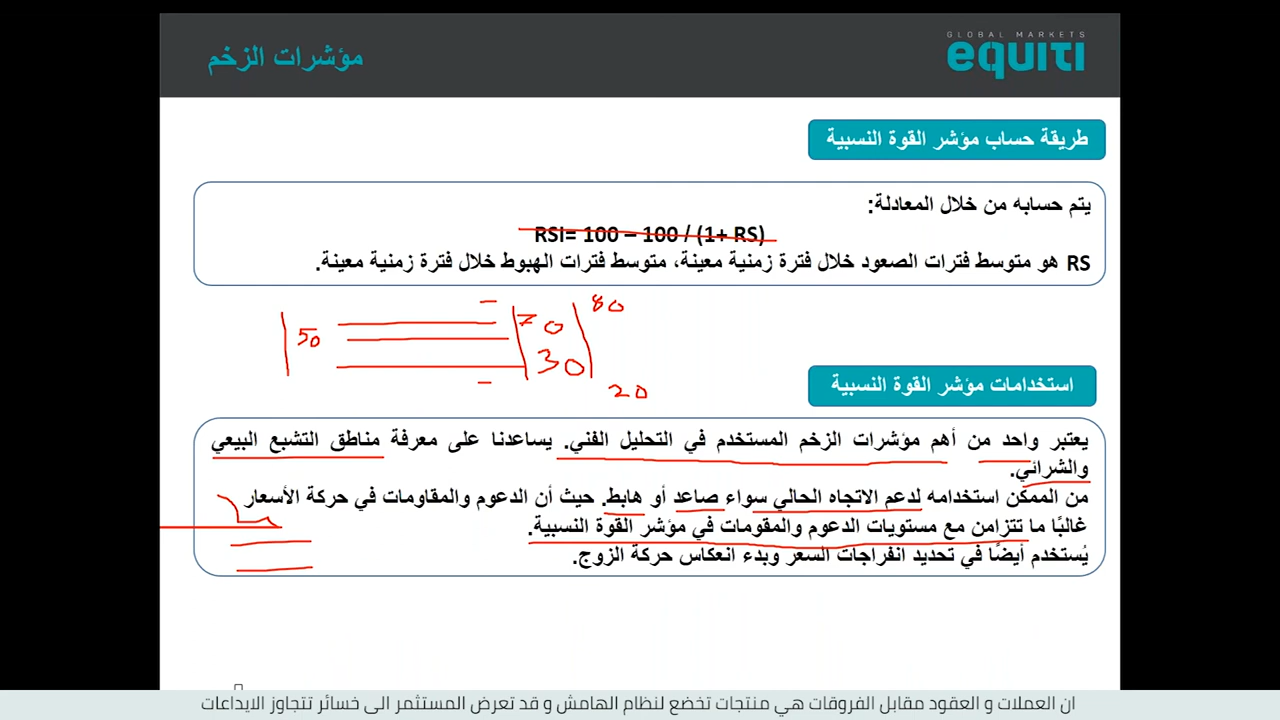 GLOBAL MARKETS
equiti
مؤشرات الزخم
طريقة حساب مؤشر القوة النسبية
يتم حسابه من خلال المعادلة:
RSI= 100 – 100 / (1+ RS)
RS هو متوسط فترات الصعود خلال فترة زمنية معينة، متوسط فترات الهبوط خلال فترة زمنية معينة.
80
70
50
30
20
استخدامات مؤشر القوة النسبية
يعتبر واحد من أهم مؤشرات الزخم المستخدم في التحليل الفني. يساعدنا على معرفة مناطق التشبع البيعي
والشرائي.
من الممكن استخدامه لدعم الاتجاه الحالي سواء صاعد أو هابط. حيث أن الدعوم والمقاومات في حركة الأسعار
غالبًا ما تتزامن مع مستويات الدعوم والمقومات في مؤشر القوة النسبية.
يُستخدم أيضًا في تحديد انفراجات السعر وبدء انعكاس حركة الزوج.
ان العملات و العقود مقابل الفروقات هي منتجات تخضع لنظام الهامش و قد تعرض المستثمر الى خسائر تتجاوز الايداعات